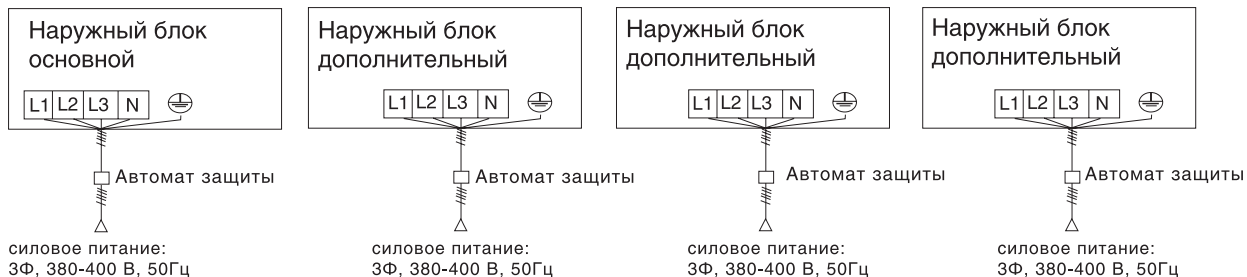 Наружный блок
основной
L1 L2 L3 N
Автомат защиты
силовое питание:
3Ф, 380-400 В, 50Гц
Наружный блок
дополнительный
L1 L2 L3 N
Автомат защиты
силовое питание:
3Ф, 380-400 В, 50Гц
Наружный блок
дополнительный
L1 L2 L3 N
Автомат защиты
силовое питание:
3Ф, 380-400 В, 50Гц
Наружный блок
дополнительный
L1 L2 L3 N
Автомат защиты
силовое питание:
3Ф, 380-400 В, 50Гц